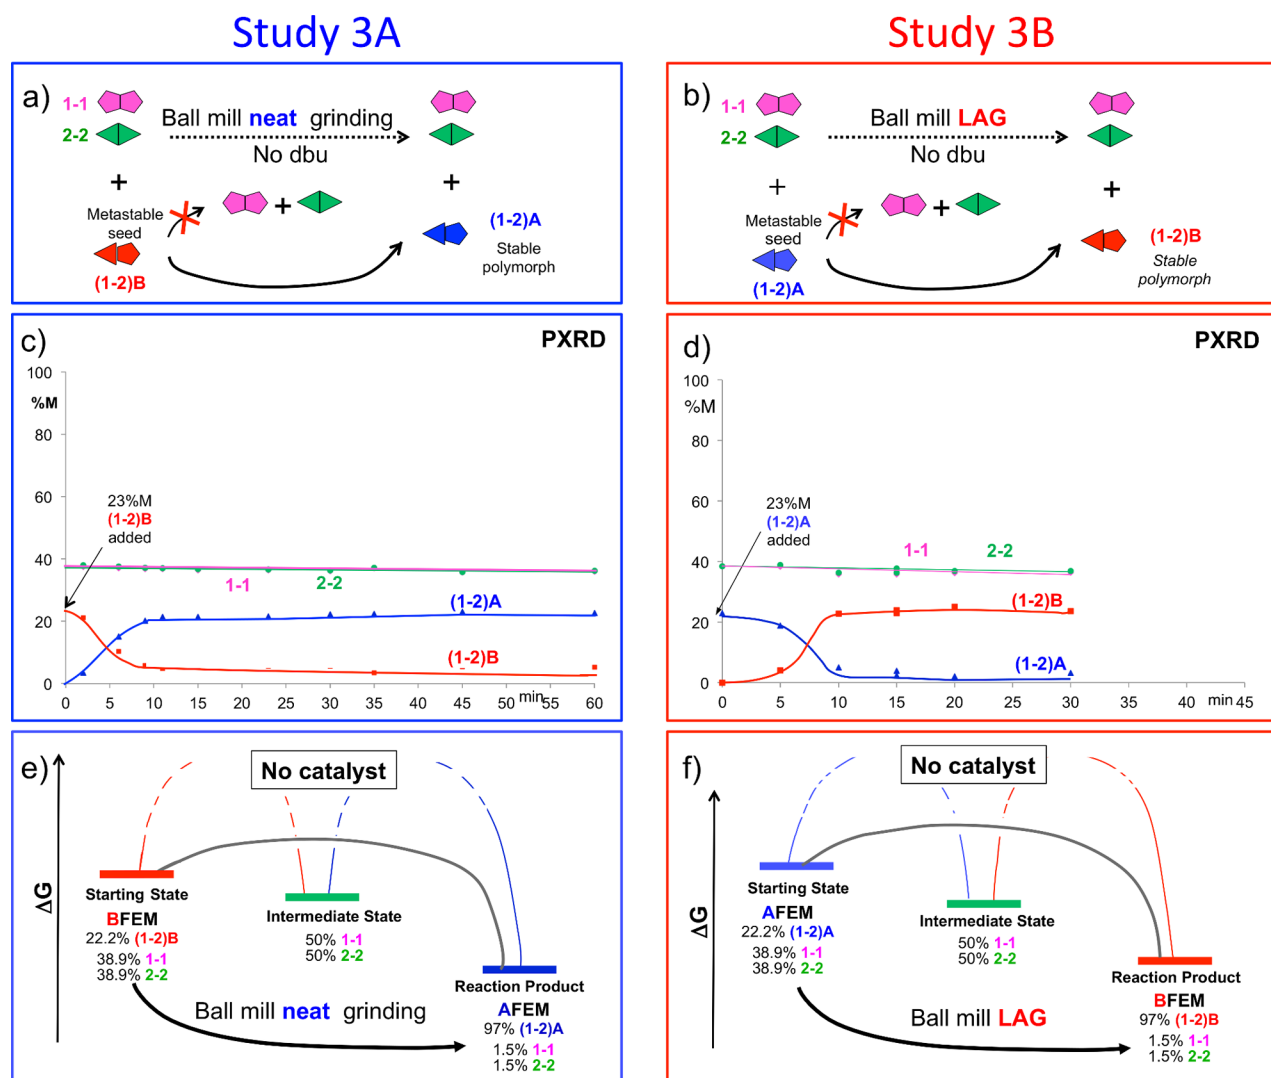 Study 3A
Study 3B
a)
1-1
2-2
Ball mill neat grinding
No dbu
+
+
+
Metastable
seed
(1-2)B
(1-2)A
Stable
polymorph
b)
1-1
2-2
Ball mill LAG
No dbu
+
+
+
Metastable
seed
(1-2)A
(1-2)B
Stable
polymorph
c)
PXRD
100
%M
80
60
40
20
0
23%M
(1-2)B
added
1-1
2-2
(1-2)A
(1-2)B
0 5 10 15 20 25 30 35 40 45 50 min 55 60
d)
PXRD
100
%M
80
60
40
20
0
23%M
(1-2)A
added
1-1
2-2
(1-2)B
(1-2)A
0 5 10 15 20 25 30 35 40 min 45
e)
ΔG
No catalyst
Starting State
BFEM
22.2% (1-2)B
38.9% 1-1
38.9% 2-2
Intermediate State
50% 1-1
50% 2-2
Reaction Product
AFEM
97% (1-2)A
1.5% 1-1
1.5% 2-2
Ball mill neat grinding
f)
ΔG
No catalyst
Starting State
AFEM
22.2% (1-2)A
38.9% 1-1
38.9% 2-2
Intermediate State
50% 1-1
50% 2-2
Reaction Product
BFEM
97% (1-2)B
1.5% 1-1
1.5% 2-2
Ball mill LAG